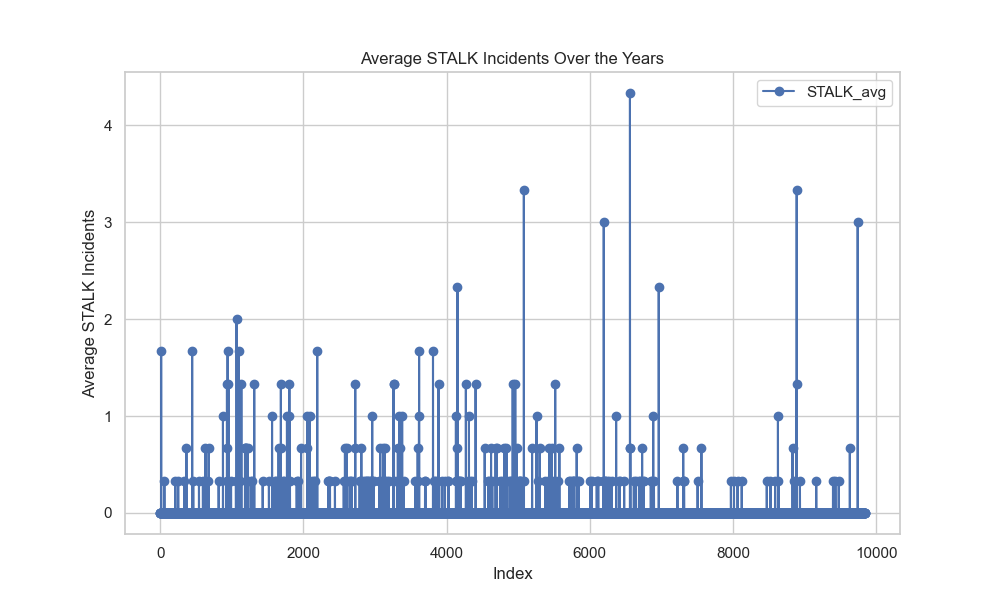 Average STALK Incidents Over the Years
STALK_avg
Average STALK Incidents
4
3
2
1
0
0 2000 4000 6000 8000 10000
Index